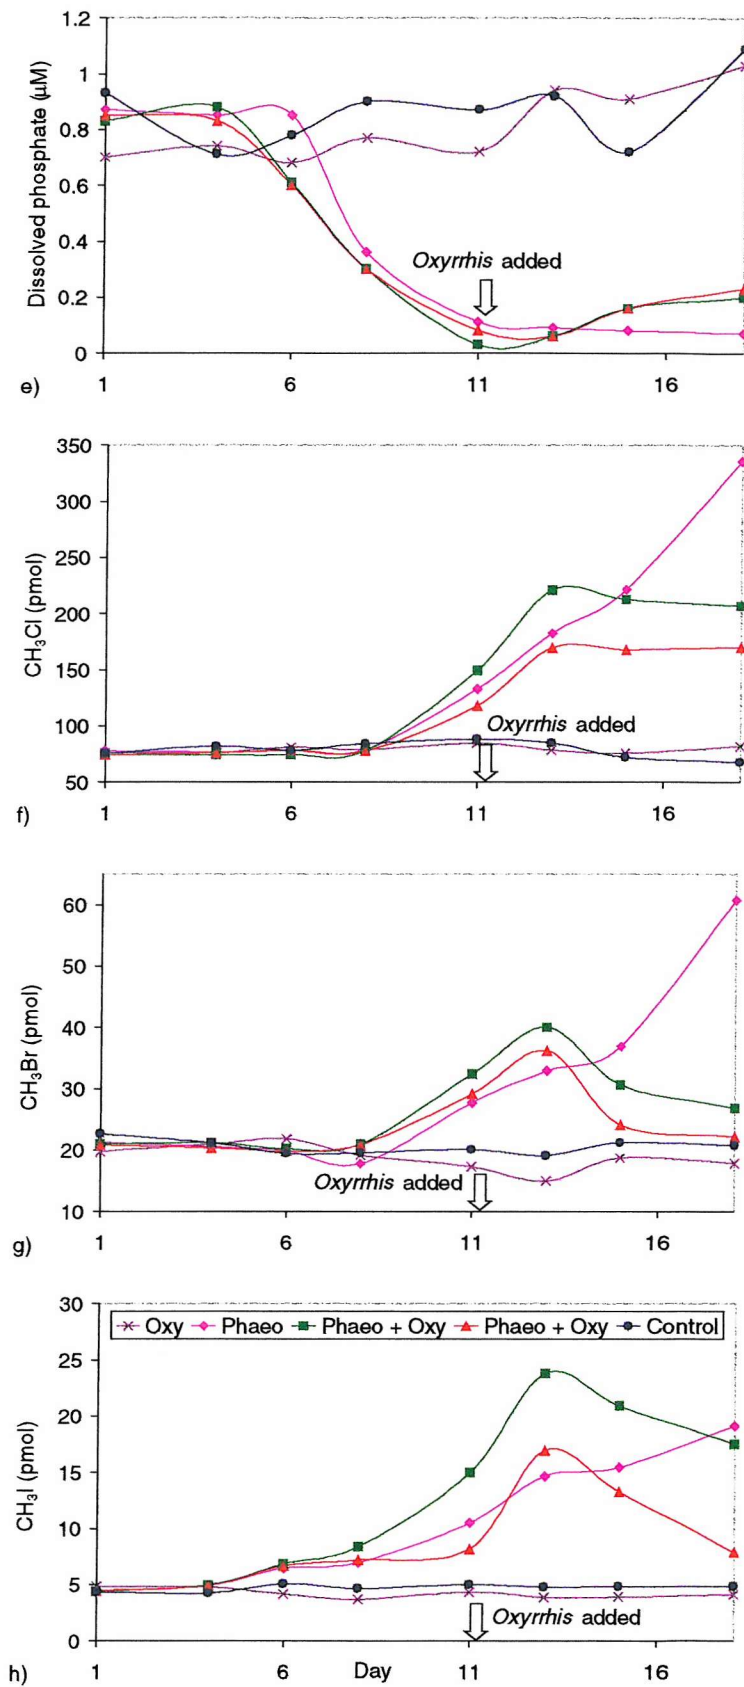 1.2
1
0.8
0.6
0.4
0.2
0
Dissolved phosphate (μM)
Oxyrrhis added
1 6 11 16
e)
350
300
250
200
150
100
50
CH₃Cl (pmol)
Oxyrrhis added
1 6 11 16
f)
60
50
40
30
20
10
CH₃Br (pmol)
Oxyrrhis added
1 6 11 16
g)
30
25
20
15
10
5
0
CH₃I (pmol)
Oxy Phaeo Phaeo + Oxy Phaeo + Oxy Control
Oxyrrhis added
1 6 Day 11 16
h)